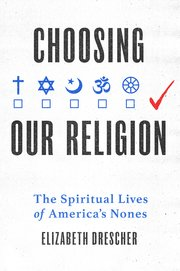 CHOOSING
OUR RELIGION
The Spiritual Lives
of America's Nones
ELIZABETH DRESCHER